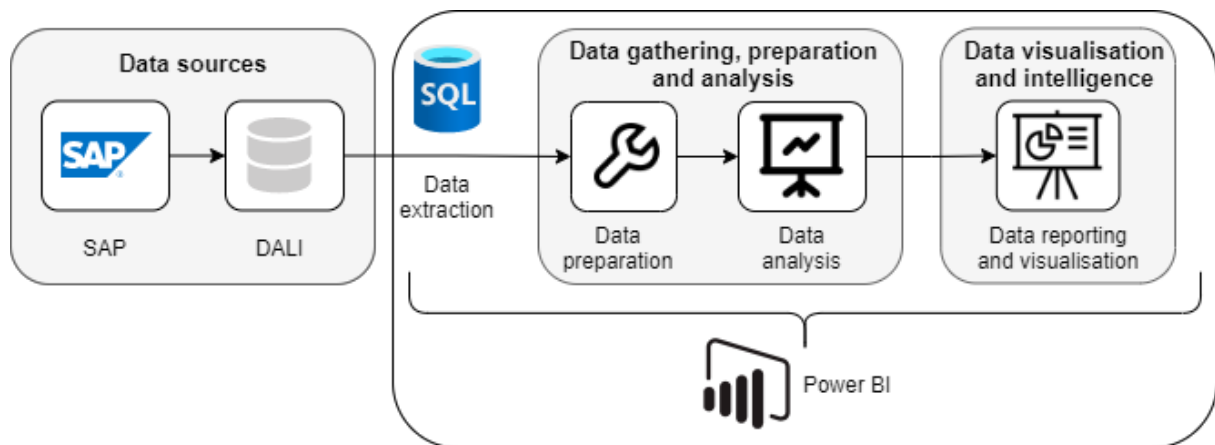 Data sources
SAP
SAP
DALI
SQL
Data
extraction
Data gathering, preparation
and analysis
Data
preparation
Data
analysis
Data visualisation
and intelligence
Data reporting
and visualisation
Power BI